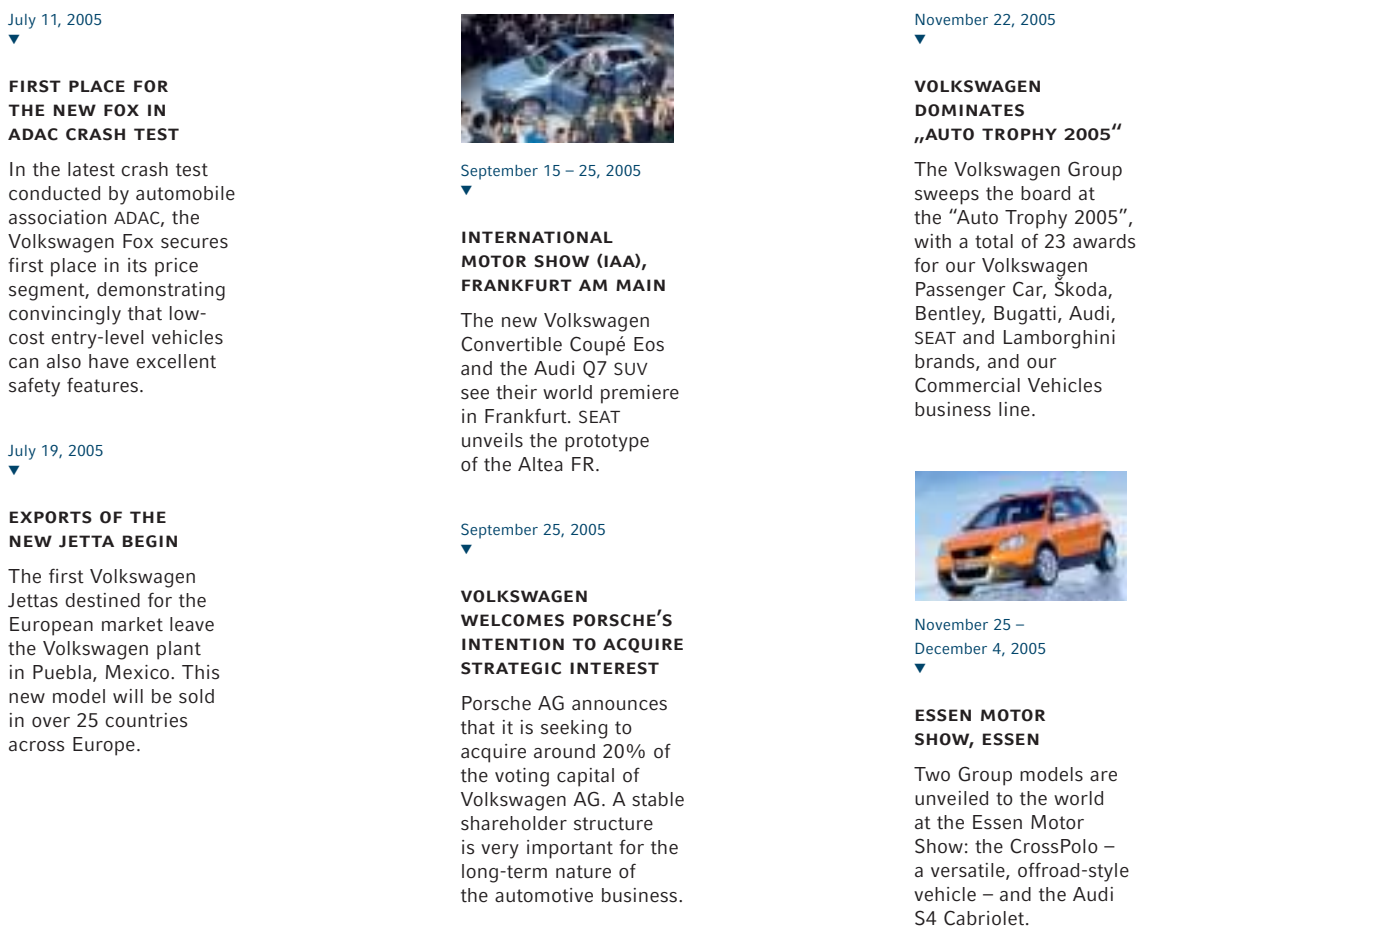 July 11, 2005
▼
FIRST PLACE FOR
THE NEW FOX IN
ADAC CRASH TEST
In the latest crash test
conducted by automobile
association ADAC, the
Volkswagen Fox secures
first place in its price
segment, demonstrating
convincingly that low-
cost entry-level vehicles
can also have excellent
safety features.
July 19, 2005
▼
EXPORTS OF THE
NEW JETTA BEGIN
The first Volkswagen
Jettas destined for the
European market leave
the Volkswagen plant
in Puebla, Mexico. This
new model will be sold
in over 25 countries
across Europe.
September 15 – 25, 2005
▼
INTERNATIONAL
MOTOR SHOW (IAA),
FRANKFURT AM MAIN
The new Volkswagen
Convertible Coupé Eos
and the Audi Q7 SUV
see their world premiere
in Frankfurt. SEAT
unveils the prototype
of the Altea FR.
September 25, 2005
▼
VOLKSWAGEN
WELCOMES PORSCHE'S
INTENTION TO ACQUIRE
STRATEGIC INTEREST
Porsche AG announces
that it is seeking to
acquire around 20% of
the voting capital of
Volkswagen AG. A stable
shareholder structure
is very important for the
long-term nature of
the automotive business.
November 22, 2005
▼
VOLKSWAGEN
DOMINATES
„AUTO TROPHY 2005“
The Volkswagen Group
sweeps the board at
the “Auto Trophy 2005”,
with a total of 23 awards
for our Volkswagen
Passenger Car, Škoda,
Bentley, Bugatti, Audi,
SEAT and Lamborghini
brands, and our
Commercial Vehicles
business line.
November 25 –
December 4, 2005
▼
ESSEN MOTOR
SHOW, ESSEN
Two Group models are
unveiled to the world
at the Essen Motor
Show: the CrossPolo –
a versatile, offroad-style
vehicle – and the Audi
S4 Cabriolet.